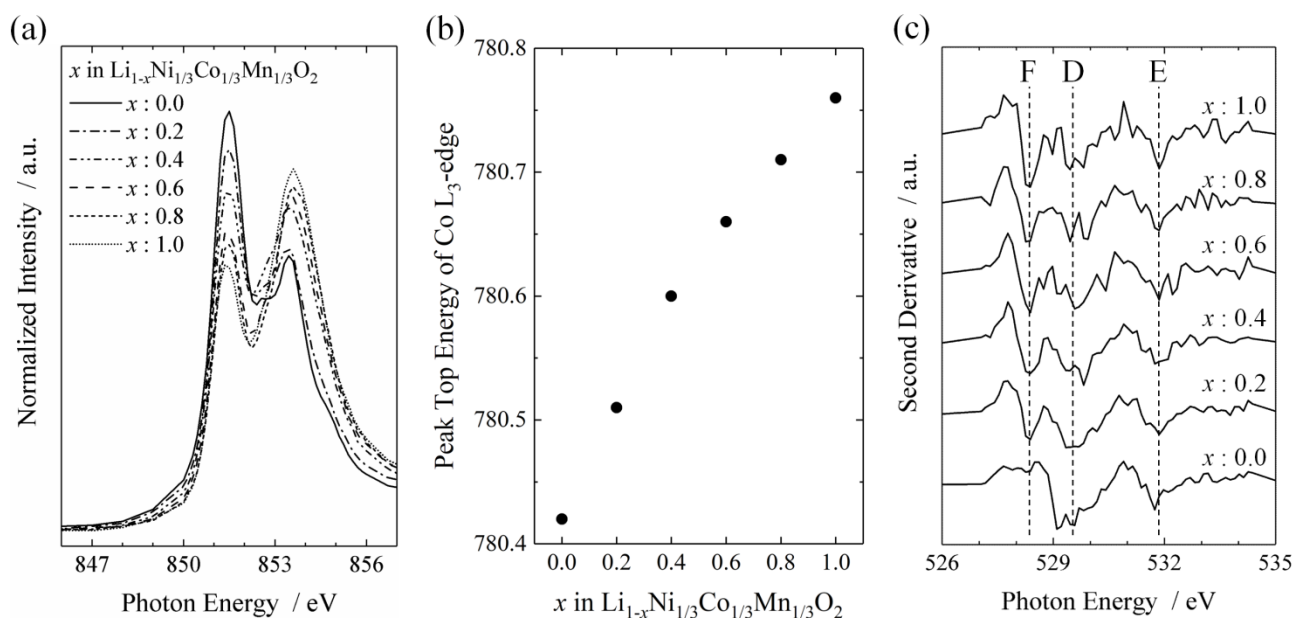 (a)
x in Li1-xNi1/3Co1/3Mn1/3O2
x : 0.0
x : 0.2
x : 0.4
x : 0.6
x : 0.8
x : 1.0
Normalized Intensity / a.u.
847 850 853 856
Photon Energy / eV
(b)
780.8
780.7
780.6
780.5
780.4
Peak Top Energy of Co L3-edge
0.0 0.2 0.4 0.6 0.8 1.0
x in Li1-xNi1/3Co1/3Mn1/3O2
(c)
F D E
x : 1.0
x : 0.8
x : 0.6
x : 0.4
x : 0.2
x : 0.0
Second Derivative / a.u.
526 529 532 535
Photon Energy / eV